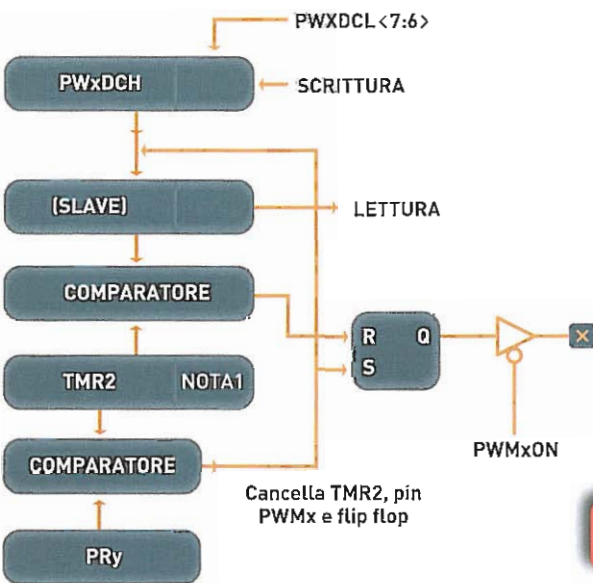 PWXDCL<7:6>
PWxDCH
SCRITTURA
(SLAVE)
LETTURA
COMPARATORE
R Q
S
TMR2 NOTA1
PWMxON
COMPARATORE
Cancella TMR2, pin
PWMx e flip flop
PRy